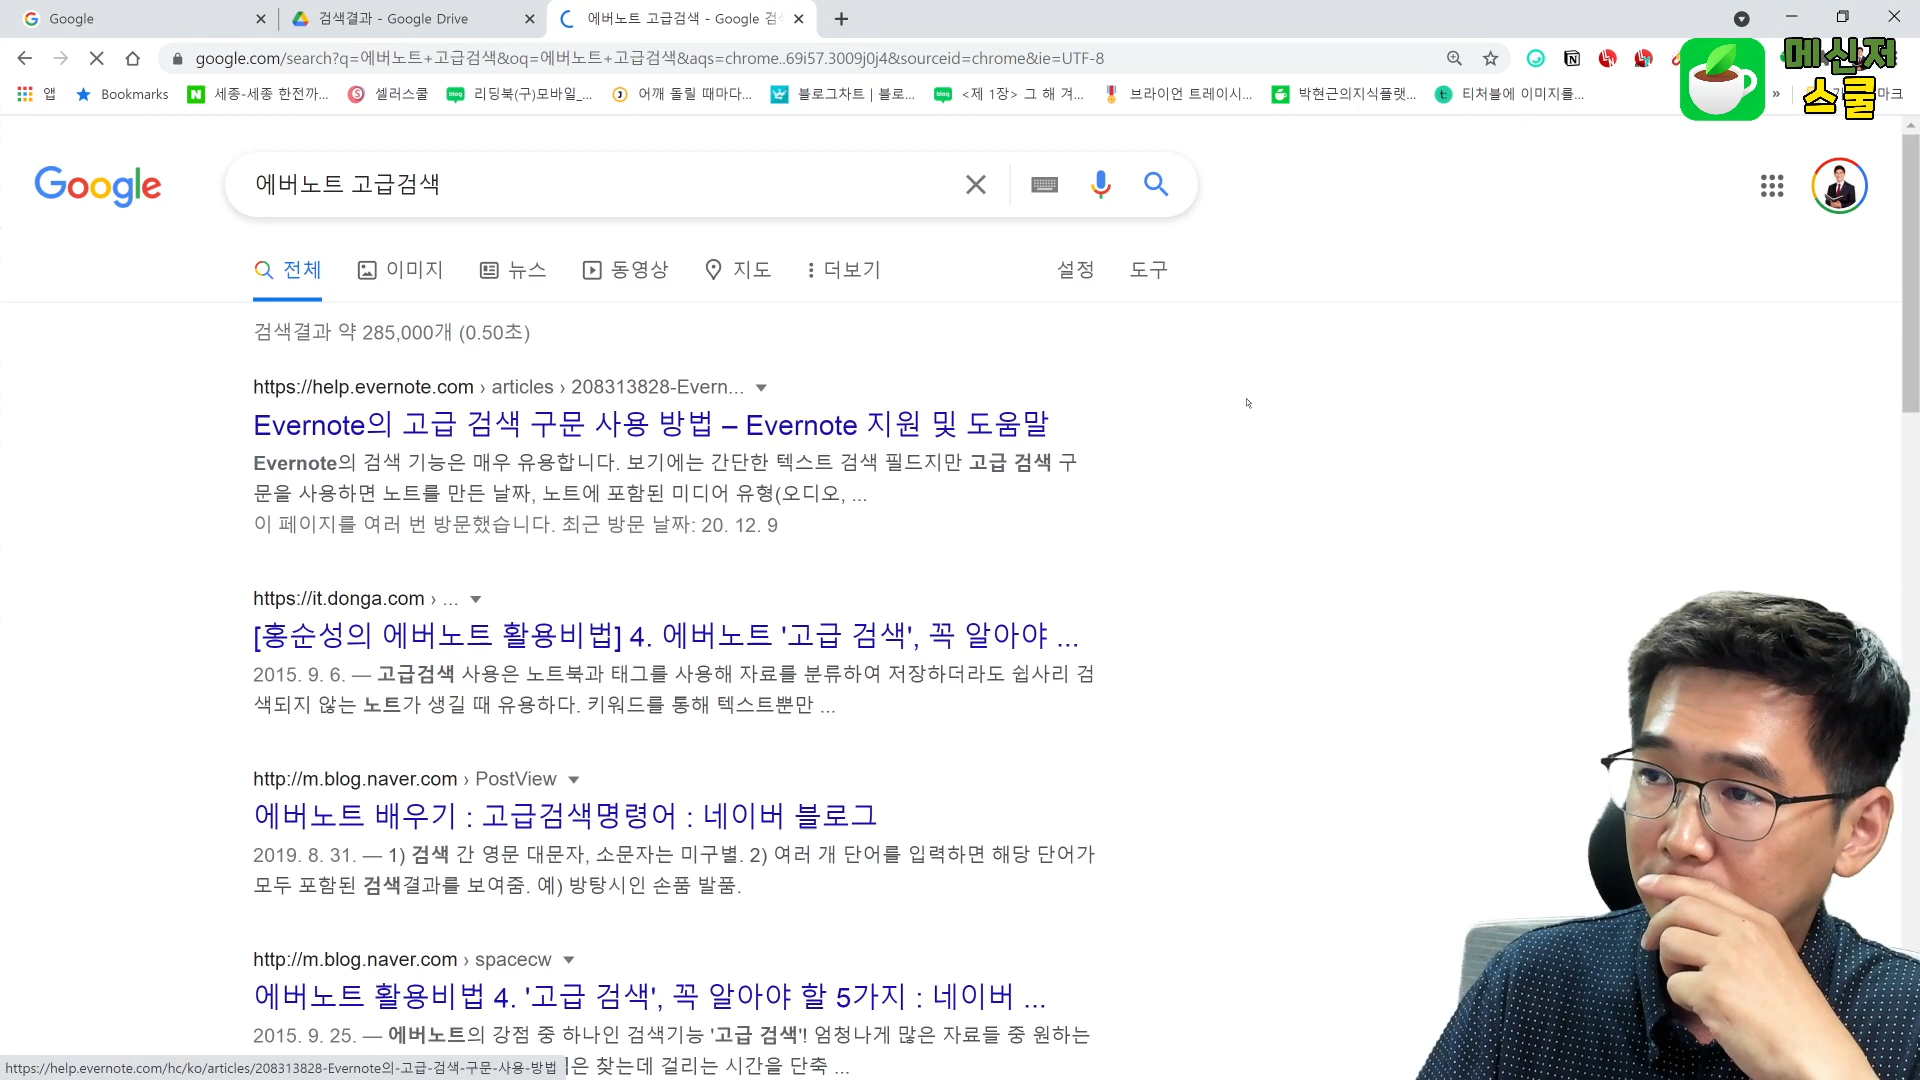 Google
검색결과 - Google Drive
에버노트 고급검색 - Google 검
google.com/search?q=에버노트+고급검색&oq=에버노트+고급검색&aqs=chrome..69i57.3009j0j4&sourceid=chrome&ie=UTF-8
메신저
스쿨
앱
Bookmarks
세종-세종 한전까...
셀러스쿨
리딩북(구)모바일_...
어깨 돌릴 때마다...
블로그차트 | 블로...
<제 1장> 그 해 겨...
브라이언 트레이시...
박현근의지식플랫...
티처블에 이미지를...
»
마크
Google
에버노트 고급검색
전체
이미지
뉴스
동영상
지도
더보기
설정
도구
검색결과 약 285,000개 (0.50초)
https://help.evernote.com › articles › 208313828-Evern...
Evernote의 고급 검색 구문 사용 방법 – Evernote 지원 및 도움말
Evernote의 검색 기능은 매우 유용합니다. 보기에는 간단한 텍스트 검색 필드지만 고급 검색 구
문을 사용하면 노트를 만든 날짜, 노트에 포함된 미디어 유형(오디오, ...
이 페이지를 여러 번 방문했습니다. 최근 방문 날짜: 20. 12. 9
https://it.donga.com › ...
[홍순성의 에버노트 활용비법] 4. 에버노트 '고급 검색', 꼭 알아야 ...
2015. 9. 6. — 고급검색 사용은 노트북과 태그를 사용해 자료를 분류하여 저장하더라도 쉽사리 검
색되지 않는 노트가 생길 때 유용하다. 키워드를 통해 텍스트뿐만 ...
http://m.blog.naver.com › PostView
에버노트 배우기 : 고급검색명령어 : 네이버 블로그
2019. 8. 31. — 1) 검색 간 영문 대문자, 소문자는 미구별. 2) 여러 개 단어를 입력하면 해당 단어가
모두 포함된 검색결과를 보여줌. 예) 방탕시인 손품 발품.
http://m.blog.naver.com › spacecw
에버노트 활용비법 4. '고급 검색', 꼭 알아야 할 5가지 : 네이버 ...
2015. 9. 25. — 에버노트의 강점 중 하나인 검색기능 '고급 검색'! 엄청나게 많은 자료들 중 원하는
은 찾는데 걸리는 시간을 단축 ...
https://help.evernote.com/hc/ko/articles/208313828-Evernote의-고급-검색-구문-사용-방법